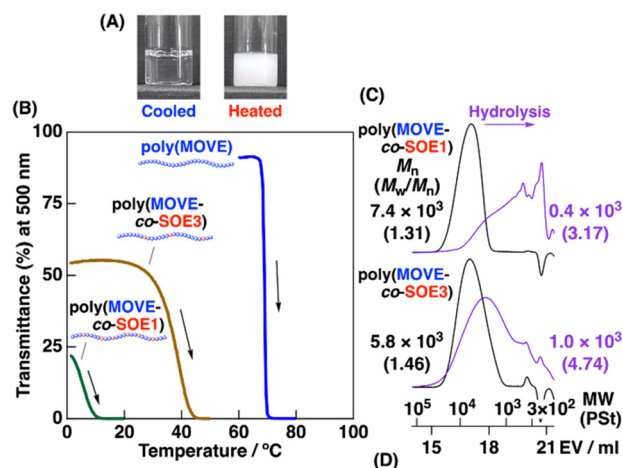 (A)
Cooled
Heated
(B)
Transmittance (%) at 500 nm
100
75
50
25
0
0
20
40
60
80
100
Temperature / °C
poly(MOVE)
poly(MOVE-
co-SOE3)
poly(MOVE-
co-SOE1)
(C)
Hydrolysis
poly(MOVE-
co-SOE1)
Mn
(Mw/Mn)
7.4 × 10³
(1.31)
0.4 × 10³
(3.17)
poly(MOVE-
co-SOE3)
5.8 × 10³
(1.46)
1.0 × 10³
(4.74)
10⁵ 10⁴ 10³ 3×10²
MW
(PSt)
15 18 21
EV / ml
(D)